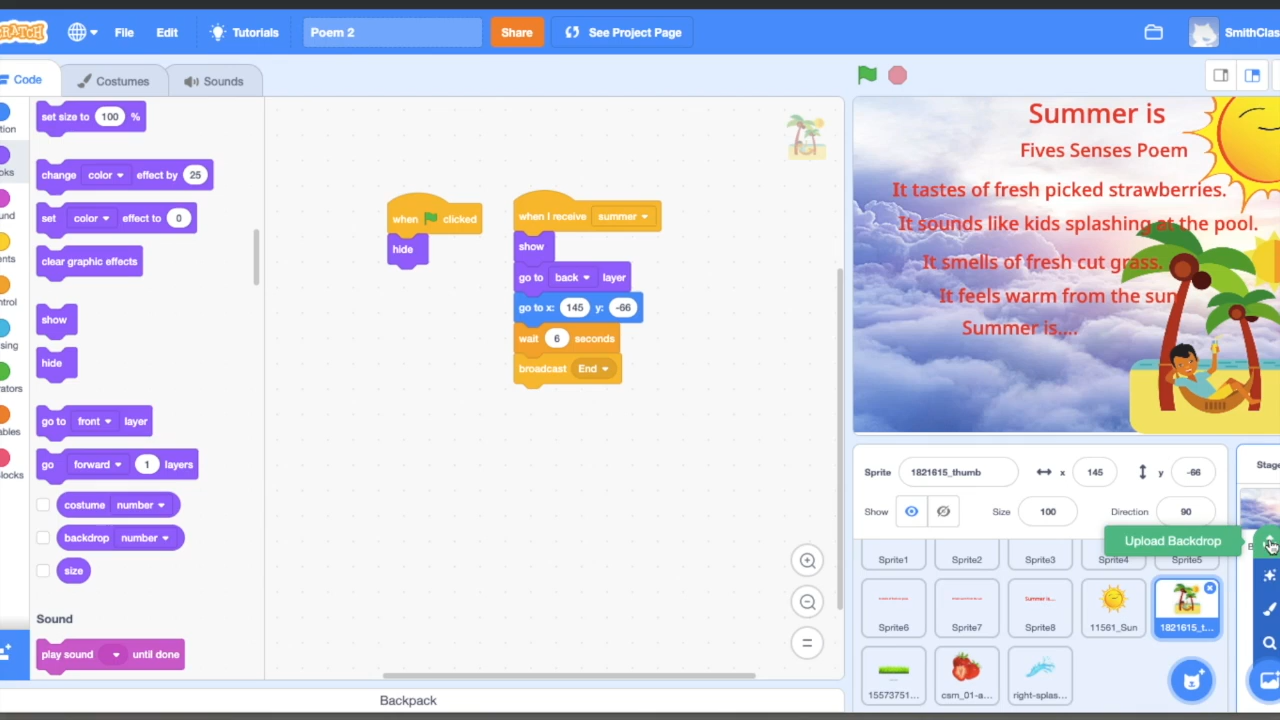 SCRATCH
File Edit Tutorials Poem 2 Share See Project Page SmithClas
Code Costumes Sounds
set size to 100 %
change color effect by 25
set color effect to 0
clear graphic effects
show
hide
go to front layer
go forward 1 layers
costume number
backdrop number
size
Sound
play sound until done
when clicked
hide
when I receive summer
show
go to back layer
go to x: 145 y: -66
wait 6 seconds
broadcast End
Backpack
Summer is
Fives Senses Poem
It tastes of fresh picked strawberries.
It sounds like kids splashing at the pool.
It smells of fresh cut grass.
It feels warm from the sun
Summer is....
Sprite 1821615_thumb x 145 y -66
Show Size 100 Direction 90
Stage
Upload Backdrop
Sprite1 Sprite2 Sprite3 Sprite4 Sprite5
Summer is....
Sprite6 Sprite7 Sprite8 11561_Sun 1821615_t...
15573751... csm_01-a... right-splas...